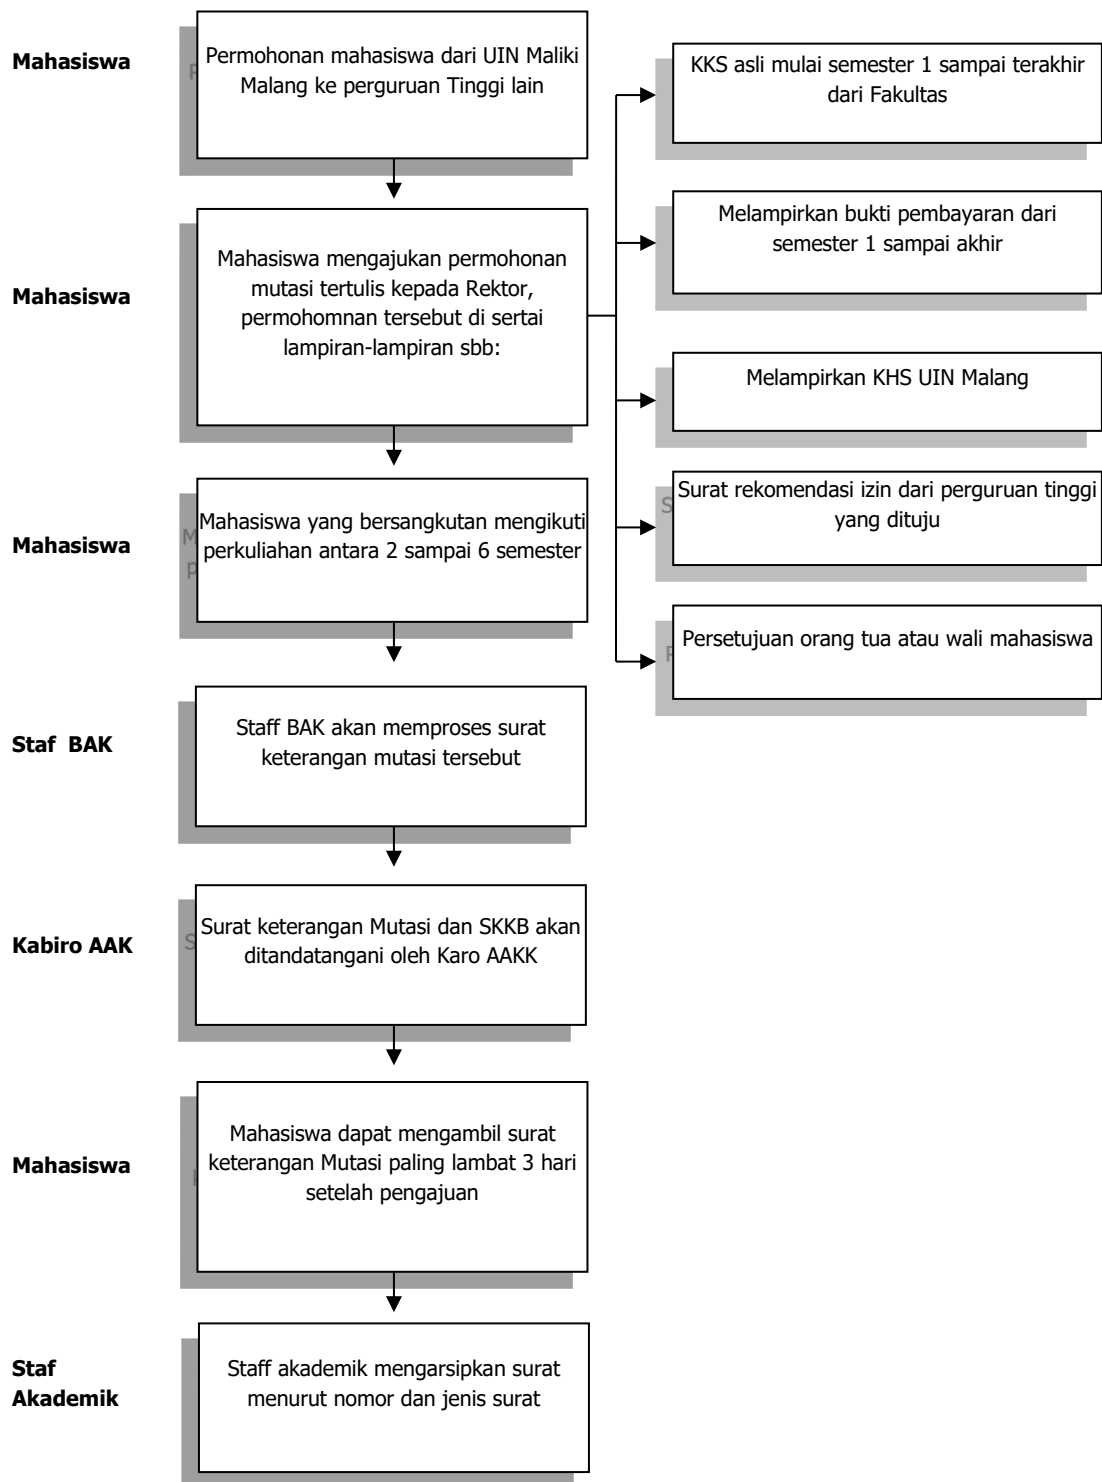 Mahasiswa
Permohonan mahasiswa dari UIN Maliki
Malang ke perguruan Tinggi lain
KKS asli mulai semester 1 sampai terakhir
dari Fakultas
Melampirkan bukti pembayaran dari
semester 1 sampai akhir
Mahasiswa
Mahasiswa mengajukan permohonan
mutasi tertulis kepada Rektor,
permohomnan tersebut di sertai
lampiran-lampiran sbb:
Melampirkan KHS UIN Malang
Surat rekomendasi izin dari perguruan tinggi
yang dituju
Mahasiswa
Mahasiswa yang bersangkutan mengikuti
perkuliahan antara 2 sampai 6 semester
Persetujuan orang tua atau wali mahasiswa
Staf  BAK
Staff BAK akan memproses surat
keterangan mutasi tersebut
Kabiro AAK
Surat keterangan Mutasi dan SKKB akan
ditandatangani oleh Karo AAKK
Mahasiswa
Mahasiswa dapat mengambil surat
keterangan Mutasi paling lambat 3 hari
setelah pengajuan
Staf
Akademik
Staff akademik mengarsipkan surat
menurut nomor dan jenis surat